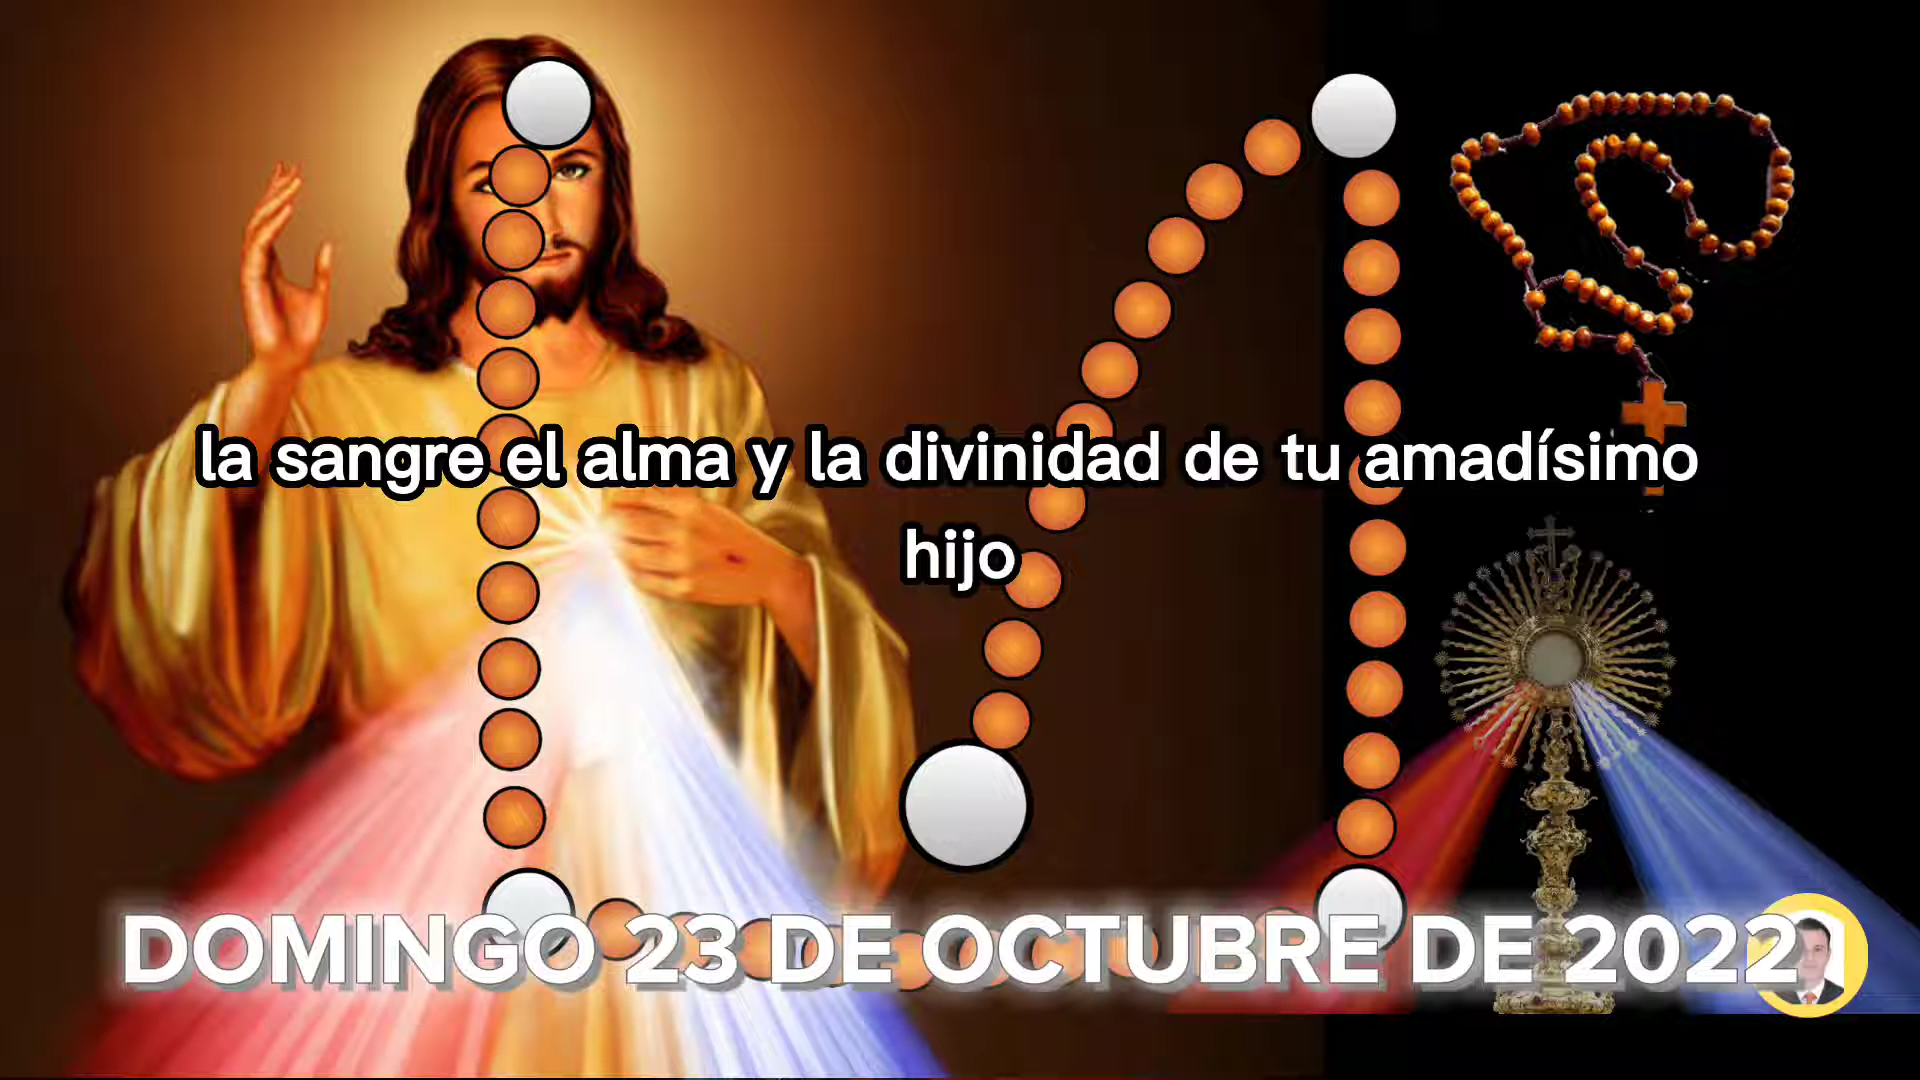 la sangre el alma y la divinidad de tu amadísimo
hijo
DOMINGO 23 DE OCTUBRE DE 2022